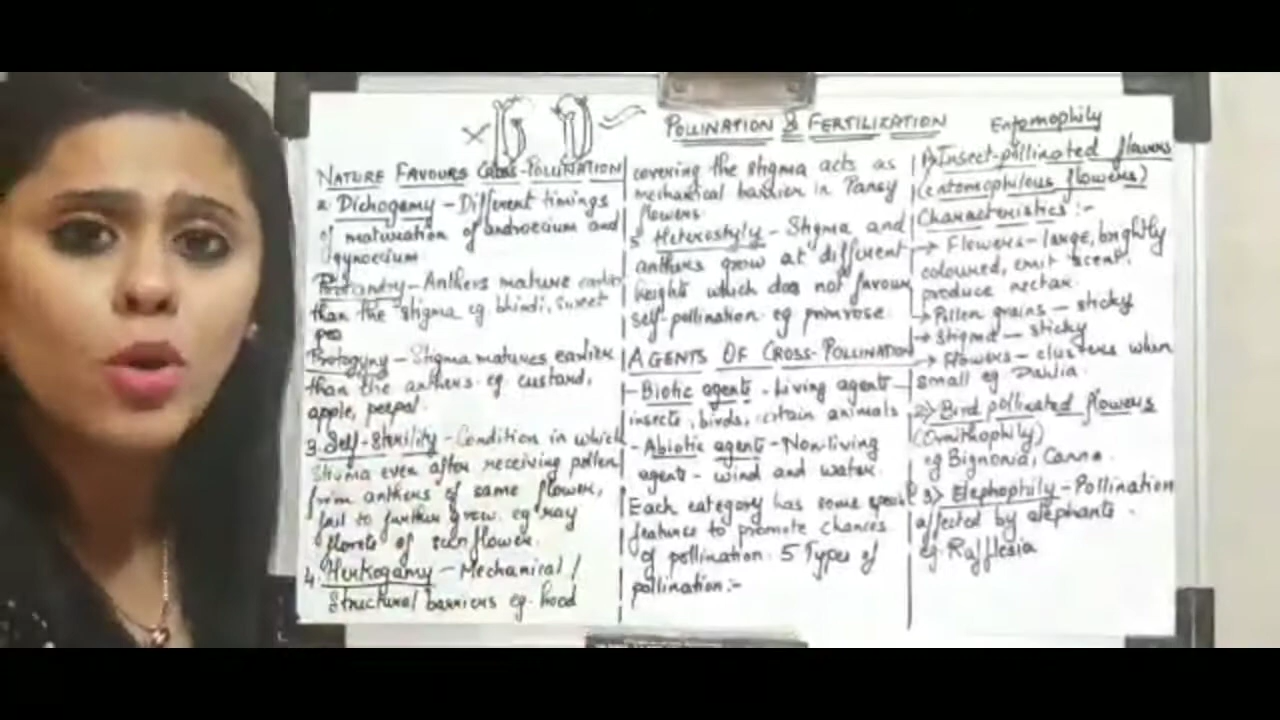 POLLINATION & FERTILIZATION
NATURE FAVOURS CROSS-POLLINATION
2. Dichogamy - Different timings
of maturation of androecium and
gynoecium
Protandry - Anthers mature earlier
than the stigma eg. bhindi, sweet
pea
Protogyny - Stigma matures earlier
than the anthers. eg. custard,
apple, peepal.
3. Self-Sterility - Condition in which
Stigma even after receiving pollen
from anthers of same flower,
fail to further grow. eg ray
florets of sunflower.
4. Herkogamy - Mechanical /
Structural barriers eg. hood
covering the stigma acts as
mechanical barrier in Pansy
flowers.
5. Heterostyly - Stigma and
anthers grow at different
heights which does not favour
self-pollination. eg primrose.
AGENTS OF CROSS-POLLINATION
- Biotic agent - Living agent -
insects, birds, certain animals
- Abiotic agent - Non-living
agent - wind and water.
Each category has some special
features to promote chances
of pollination. 5 Types of
pollination:-
Entomophily
1) Insect-pollinated flowers
(entomophilous flowers)
Characteristics:-
→ Flowers - large, brightly
coloured, emit scent,
produce nectar.
→ Pollen grains - sticky
→ Stigma - sticky
→ Flowers - clusters when
small eg Dahlia.
2) Bird pollinated flowers
(Ornithophily)
eg Bignonia, Canna.
3) Elephophily - Pollination
affected by elephants.
eg. Rafflesia